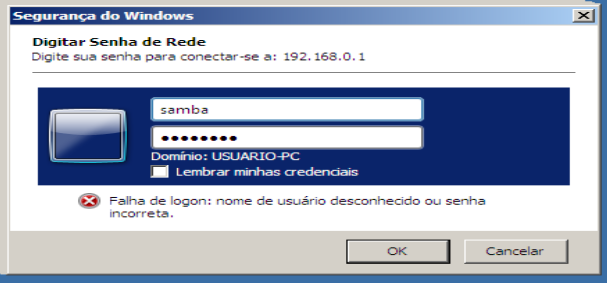 Segurança do Windows
Digitar Senha de Rede
Digite sua senha para conectar-se a: 192.168.0.1
samba
●●●●●●●●
Domínio: USUARIO-PC
Lembrar minhas credenciais
Falha de logon: nome de usuário desconhecido ou senha
incorreta.
OK
Cancelar